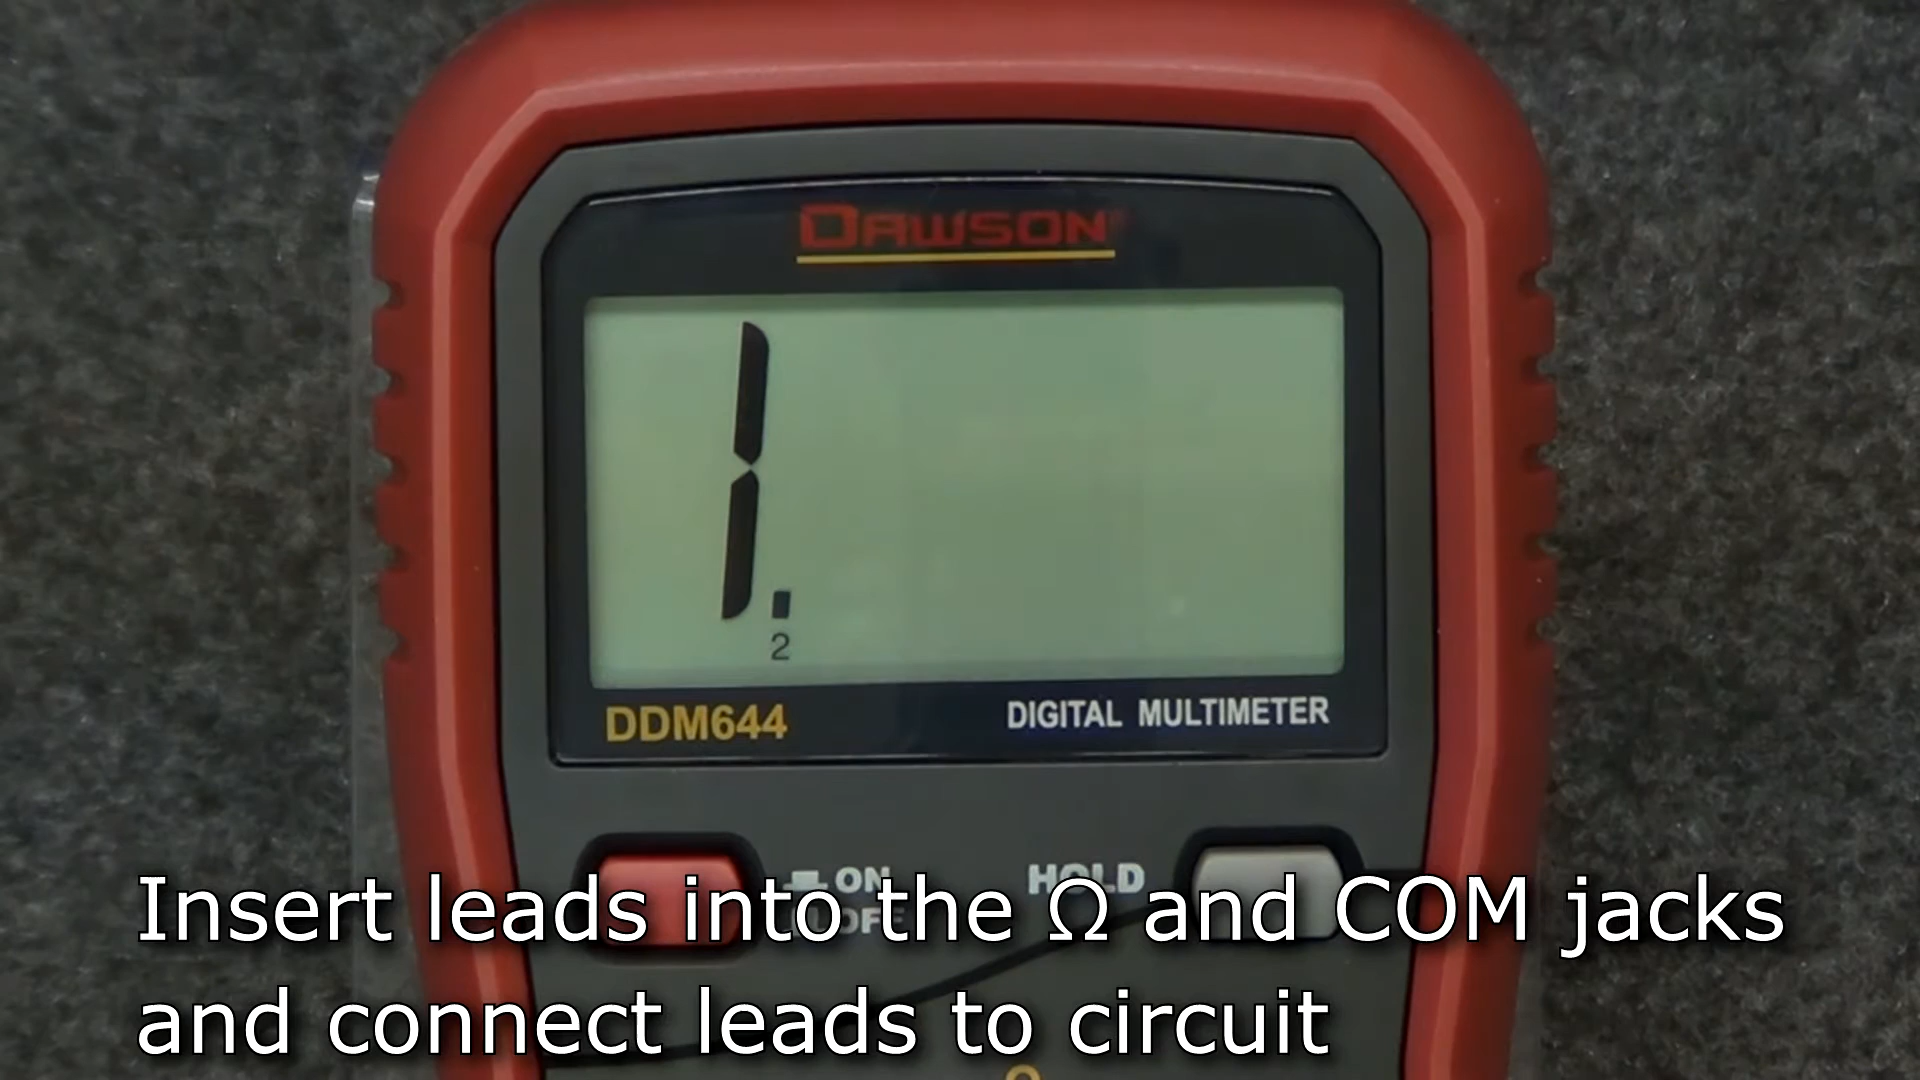 DAWSON
1.
2
DDM644
DIGITAL MULTIMETER
ON
HOLD
OFF
Insert leads into the Ω and COM jacks
and connect leads to circuit
Ω